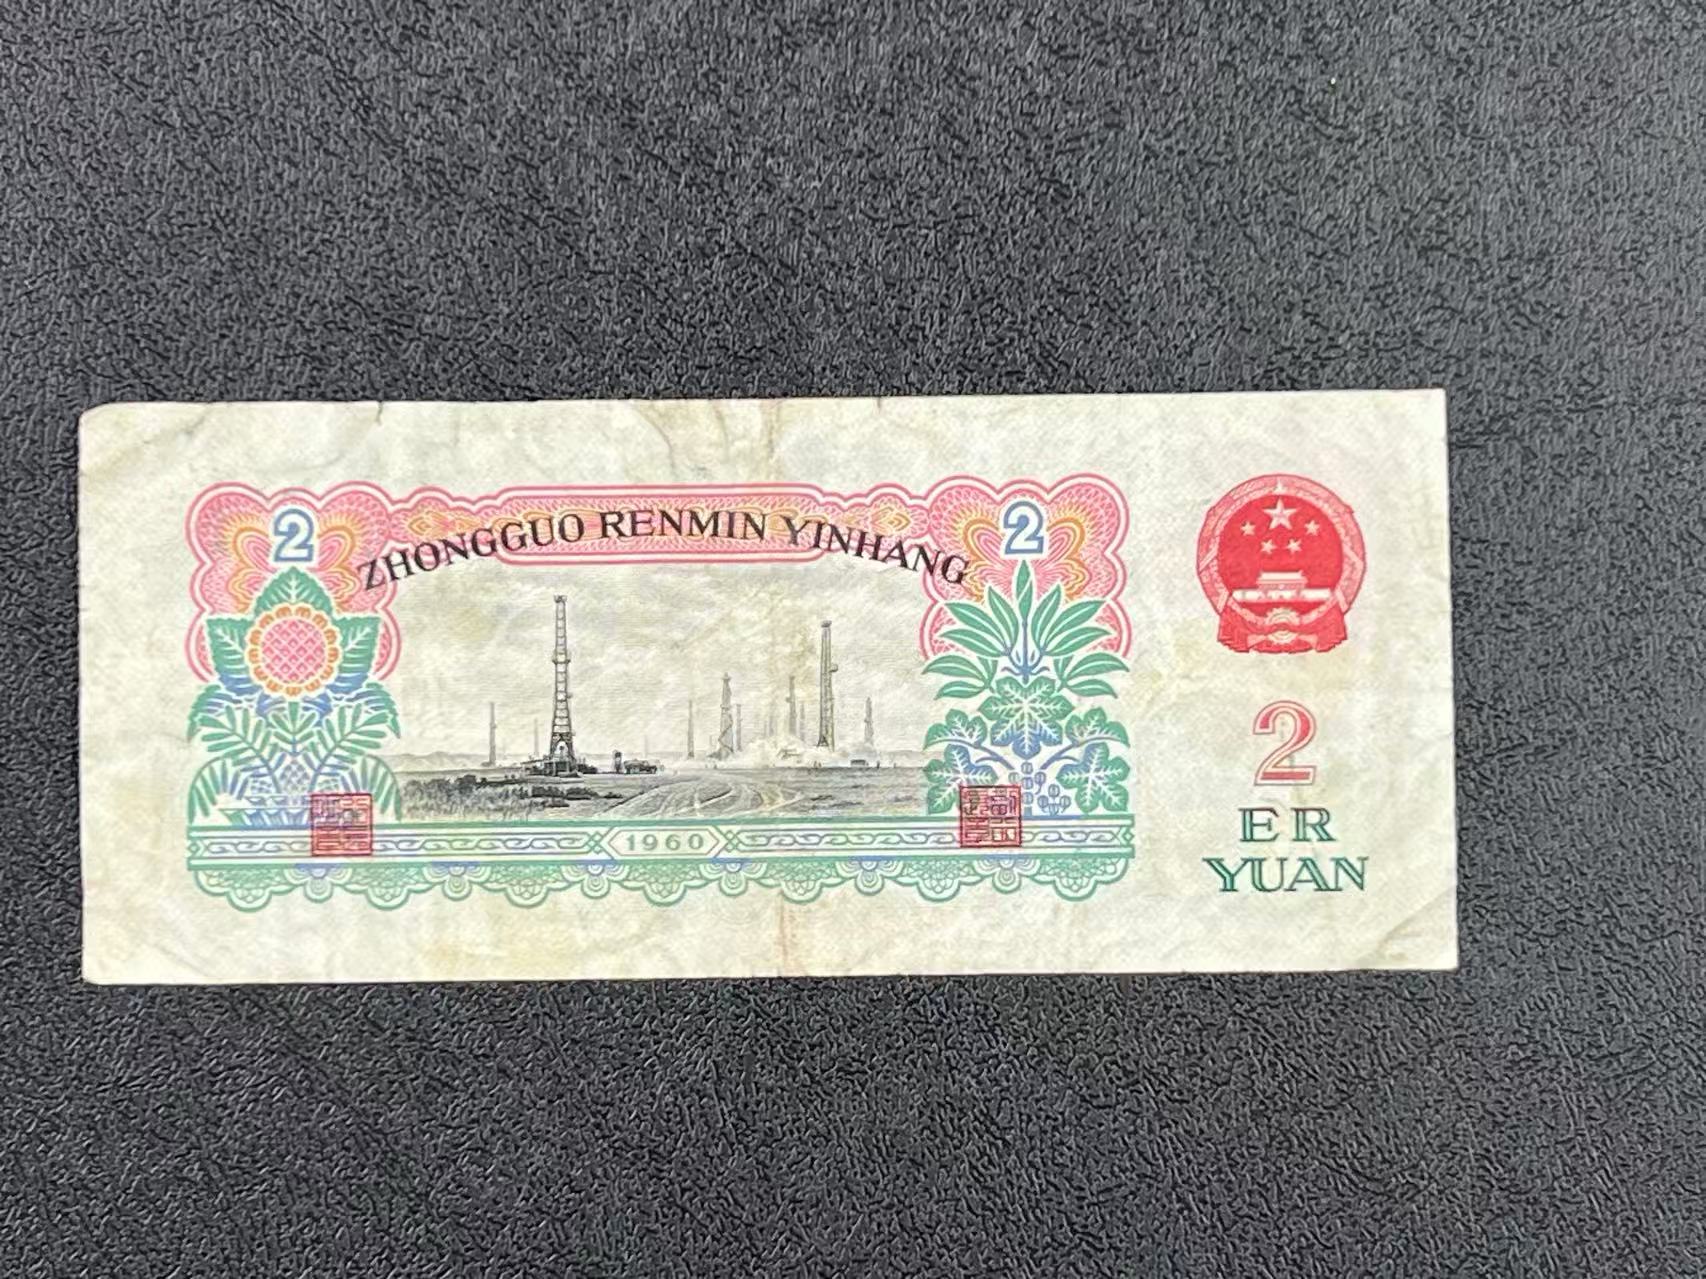 2
ZHONGGUO RENMIN YINHANG
2
1960
2
ER
YUAN